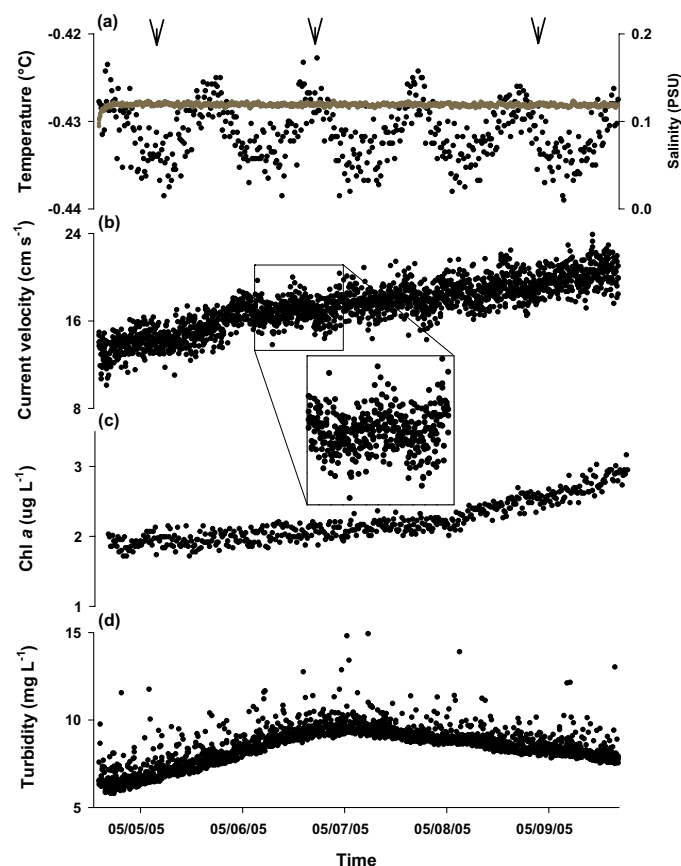 (a)
-0.42
-0.43
-0.44
Temperature (°C)
0.2
0.1
0.0
Salinity (PSU)
(b)
24
16
8
Current velocity (cm s⁻¹)
(c)
3
2
1
Chl a (ug L⁻¹)
(d)
15
10
5
Turbidity (mg L⁻¹)
05/05/05 05/06/05 05/07/05 05/08/05 05/09/05
Time